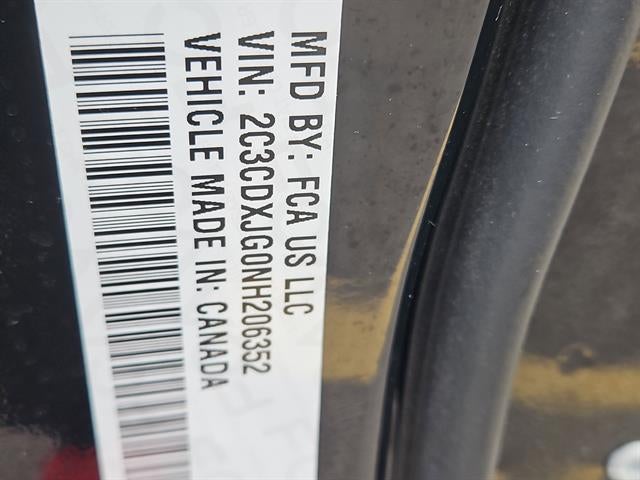 MFD BY: FCA US LLC
VIN: 2C3CDXJG0NH206352
VEHICLE MADE IN: CANADA